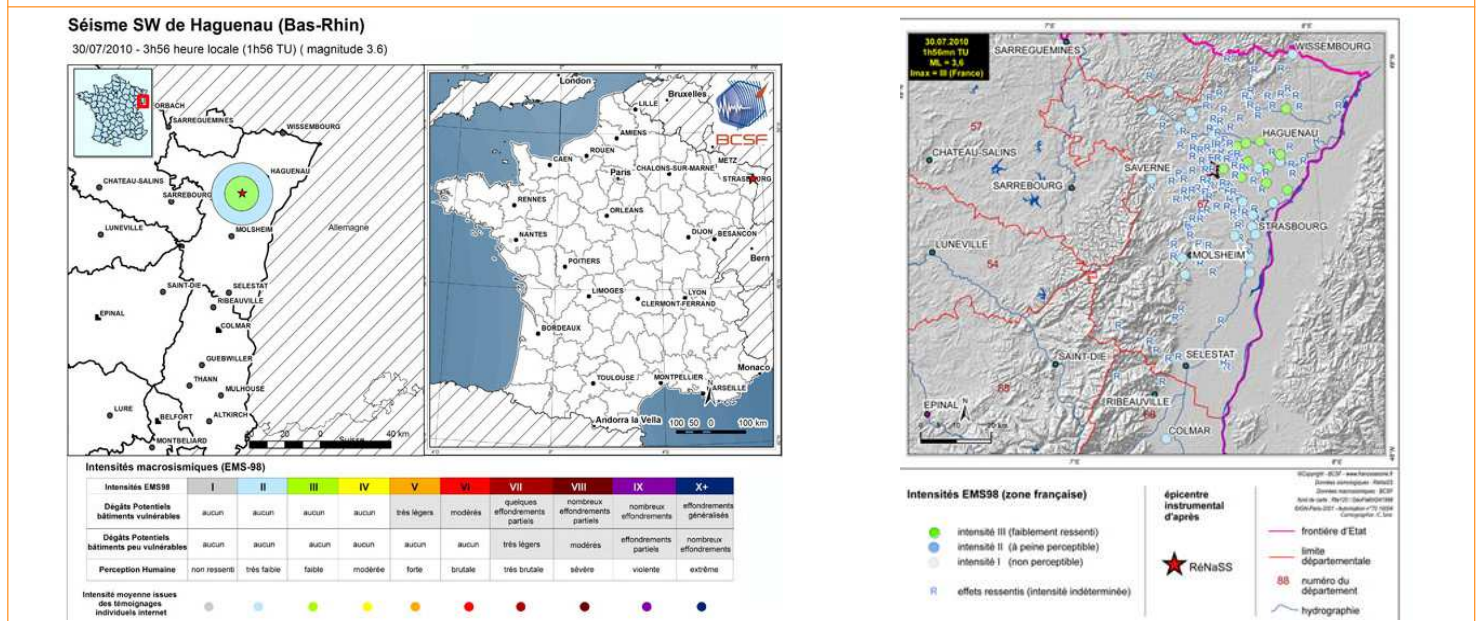 Séisme SW de Haguenau (Bas-Rhin)
30/07/2010 - 3h56 heure locale (1h56 TU) ( magnitude 3.6)
ORBACH
SARREGUEMINES
WISSEMBOURG
HAGUENAU
CHATEAU-SALINS
SARREBOURG
LUNEVILLE
MOLSHEIM
Allemagne
SAINT-DIE
SELESTAT
RIBEAUVILLE
EPINAL
COLMAR
GUEBWILLER
THANN
MULHOUSE
LURE
BELFORT
ALTKIRCH
MONTBELIARD
Suisse
20 0 40 km
London
Bruxelles
LILLE
BCSF
AMIENS
ROUEN
CAEN
METZ
Paris
CHALONS-SUR-MARNE
STRASBOURG
RENNES
ORLEANS
NANTES
DIJON
BESANCON
Bern
POITIERS
LIMOGES
LYON
CLERMONT-FERRAND
BORDEAUX
Monaco
TOULOUSE
MONTPELLIER
N
ARSEILLE
Andorra la Vella
100 50 0 100 km
Intensités macrosismiques (EMS-98)
Intensités EMS98 I II III IV V VI VII VIII IX X+
Dégâts Potentiels bâtiments vulnérables aucun aucun aucun aucun très légers modérés quelques effondrements partiels nombreux effondrements partiels nombreux effondrements effondrements généralisés
Dégâts Potentiels bâtiments peu vulnérables aucun aucun aucun aucun aucun aucun très légers modérés effondrements partiels nombreux effondrements
Perception Humaine non ressenti très faible faible modérée forte brutale très brutale sévère violente extrême
Intensité moyenne issues
des témoignages
individuels internet
7°E
8°E
30.07.2010
1h56mn TU
ML = 3,6
Imax = III (France)
SARREGUEMINES
WISSEMBOURG
57
HAGUENAU
CHATEAU-SALINS
SAVERNE
SARREBOURG
67
STRASBOURG
LUNEVILLE
MOLSHEIM
54
SAINT-DIE
SELESTAT
88
RIBEAUVILLE
68
EPINAL
N
COLMAR
7°E
8°E
Intensités EMS98 (zone française)
intensité III (faiblement ressenti)
intensité II (à peine perceptible)
intensité I (non perceptible)
R effets ressentis (intensité indéterminée)
épicentre
instrumental
d'après
RéNaSS
frontière d'Etat
limite
départementale
88 numéro du
département
hydrographie